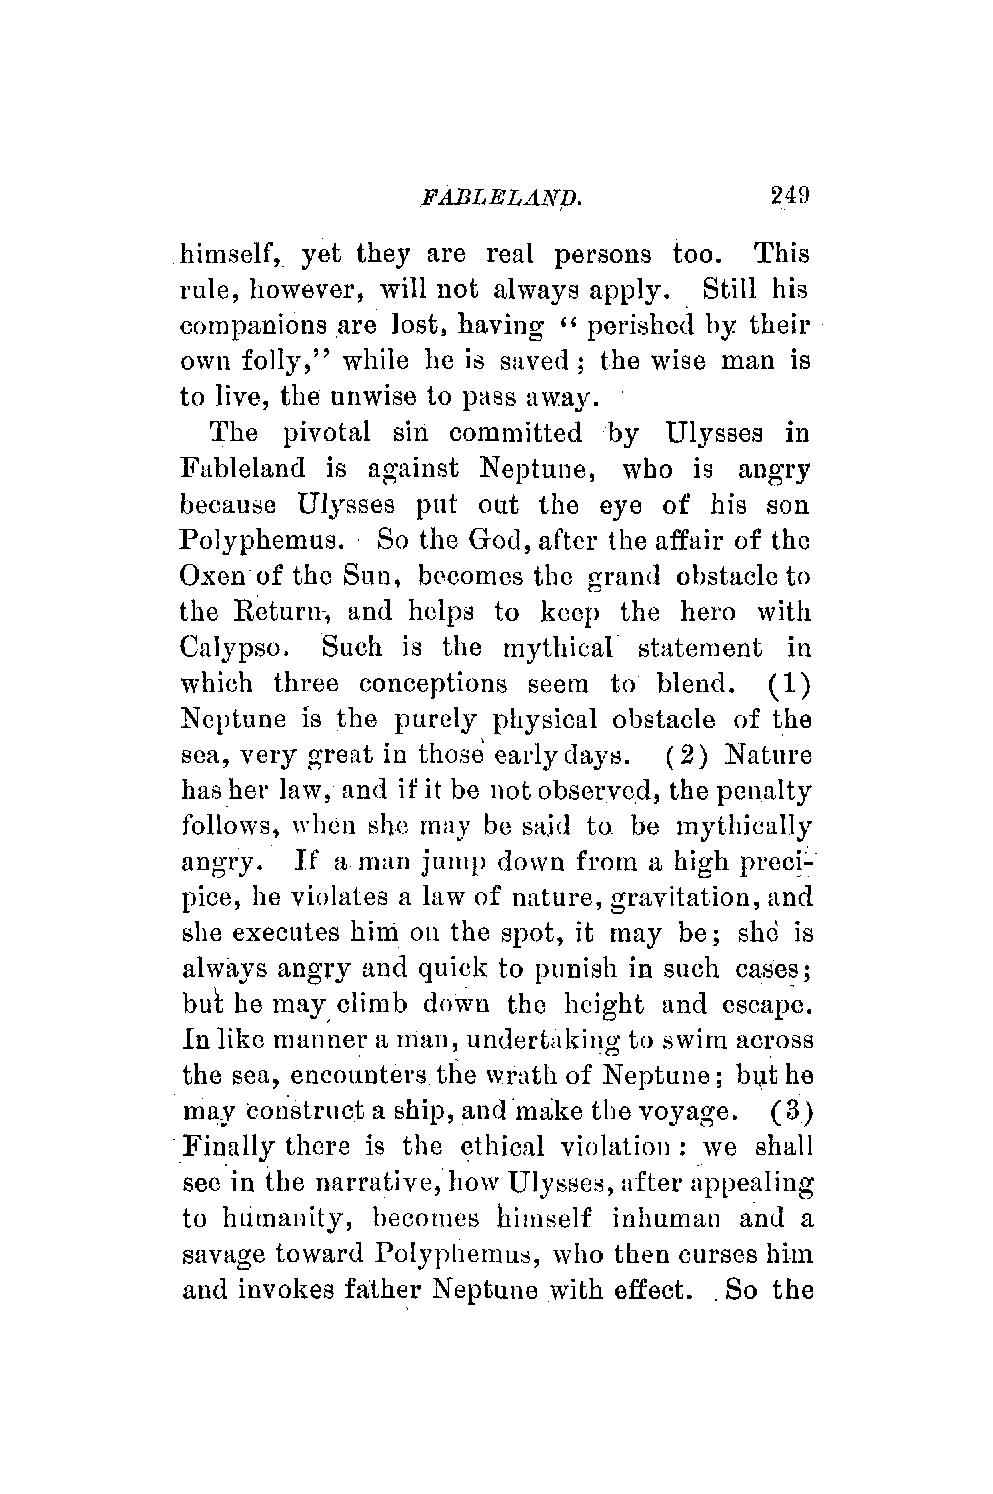 FABLELAND. 249
himself, yet they are real persons too. This
rule, however, will not always apply. Still his
companions are lost, having “ perished by their
own folly,” while he is saved ; the wise man is
to live, the unwise to pass away.
The pivotal sin committed by Ulysses in
Fableland is against Neptune, who is angry
because Ulysses put out the eye of his son
Polyphemus. So the God, after the affair of the
Oxen of the Sun, becomes the grand obstacle to
the Return, and helps to keep the hero with
Calypso. Such is the mythical statement in
which three conceptions seem to blend. (1)
Neptune is the purely physical obstacle of the
sea, very great in those early days. (2) Nature
has her law, and if it be not observed, the penalty
follows, when she may be said to be mythically
angry. If a man jump down from a high preci-
pice, he violates a law of nature, gravitation, and
she executes him on the spot, it may be; she is
always angry and quick to punish in such cases;
but he may climb down the height and escape.
In like manner a man, undertaking to swim across
the sea, encounters the wrath of Neptune; but he
may construct a ship, and make the voyage. (3)
Finally there is the ethical violation : we shall
see in the narrative, how Ulysses, after appealing
to humanity, becomes himself inhuman and a
savage toward Polyphemus, who then curses him
and invokes father Neptune with effect. So the